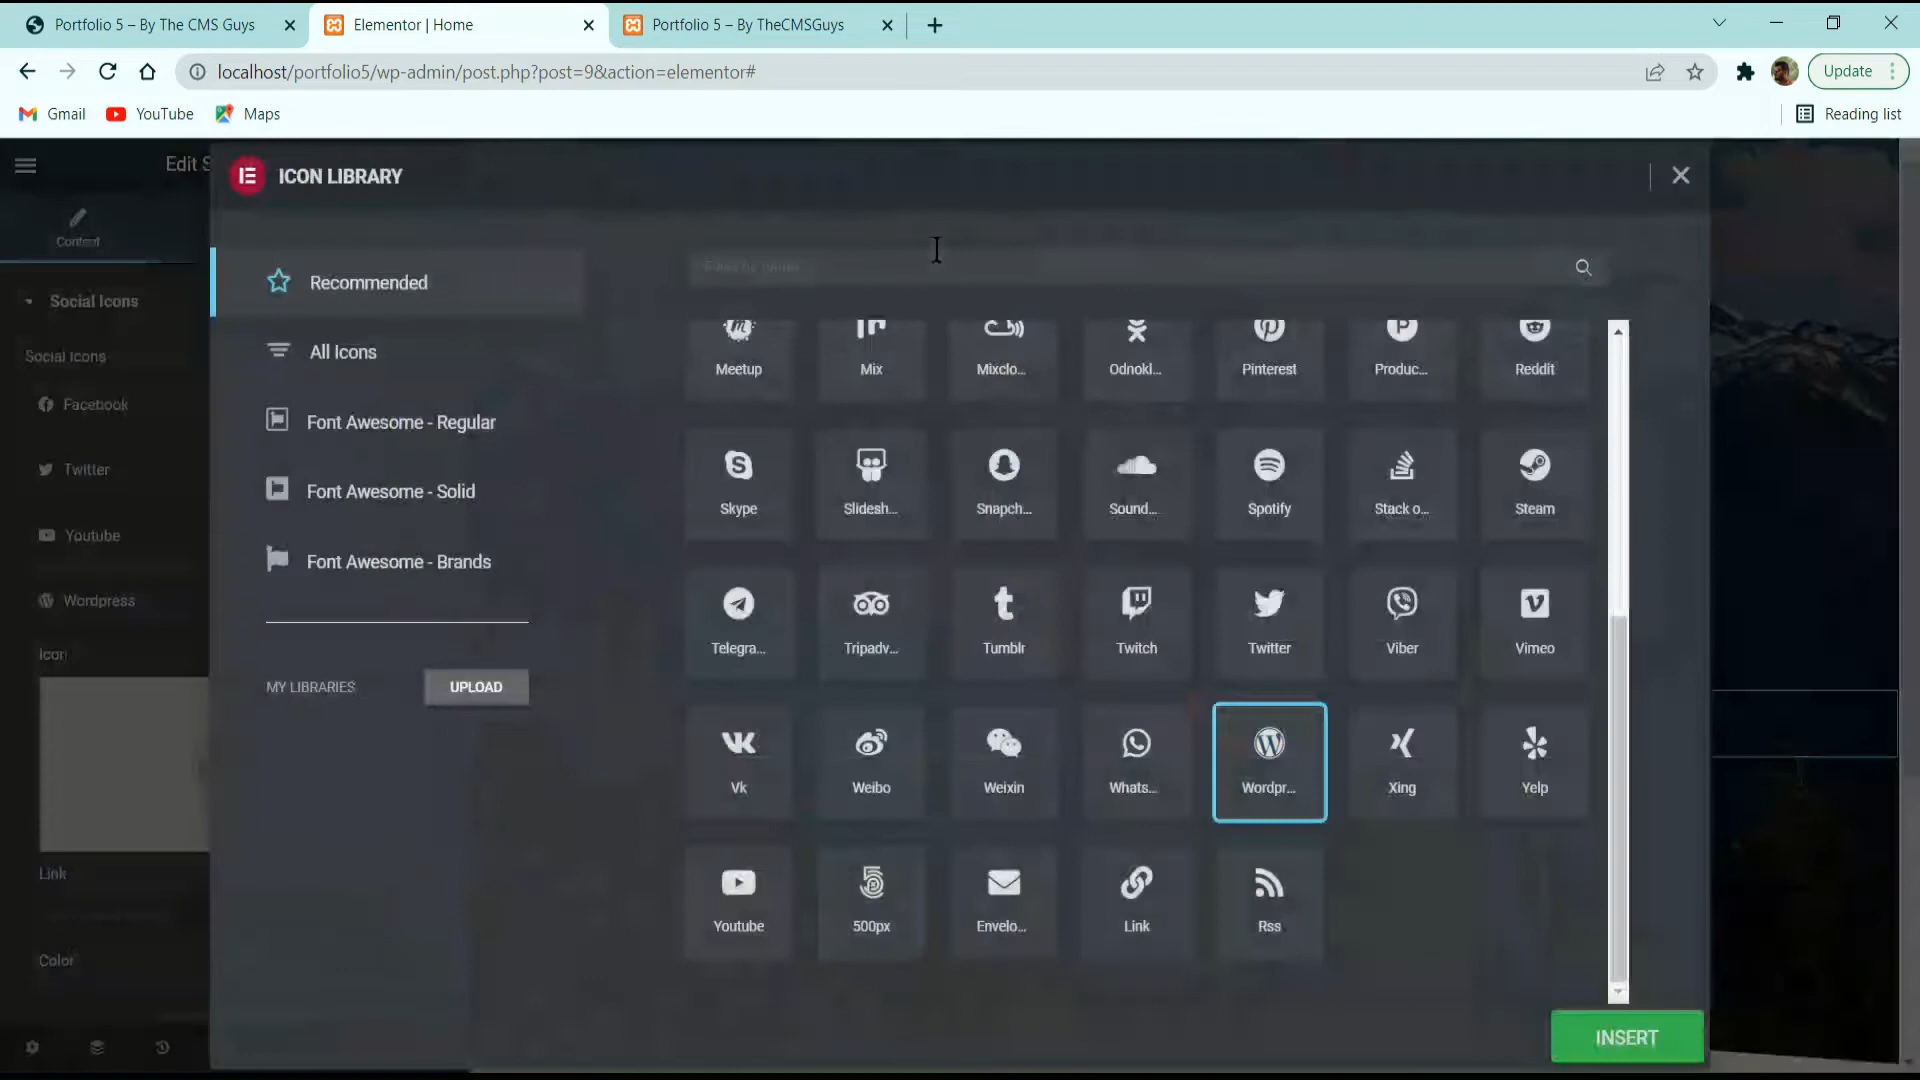 Portfolio 5 – By The CMS Guys
Elementor | Home
Portfolio 5 – By TheCMSGuys
localhost/portfolio5/wp-admin/post.php?post=9&action=elementor#
Update
Gmail
YouTube
Maps
Reading list
Edit S
ICON LIBRARY
Content
Recommended
Filter by name...
All Icons
Font Awesome - Regular
Font Awesome - Solid
Font Awesome - Brands
MY LIBRARIES
UPLOAD
Social Icons
Social Icons
Facebook
Twitter
Youtube
Wordpress
Icon
Link
Color
Meetup
Mix
Mixclo...
Odnokl...
Pinterest
Produc...
Reddit
Skype
Slidesh...
Snapch...
Sound...
Spotify
Stack o...
Steam
Telegra...
Tripadv...
Tumblr
Twitch
Twitter
Viber
Vimeo
Vk
Weibo
Weixin
Whats...
Wordpr...
Xing
Yelp
Youtube
500px
Envelo...
Link
Rss
INSERT